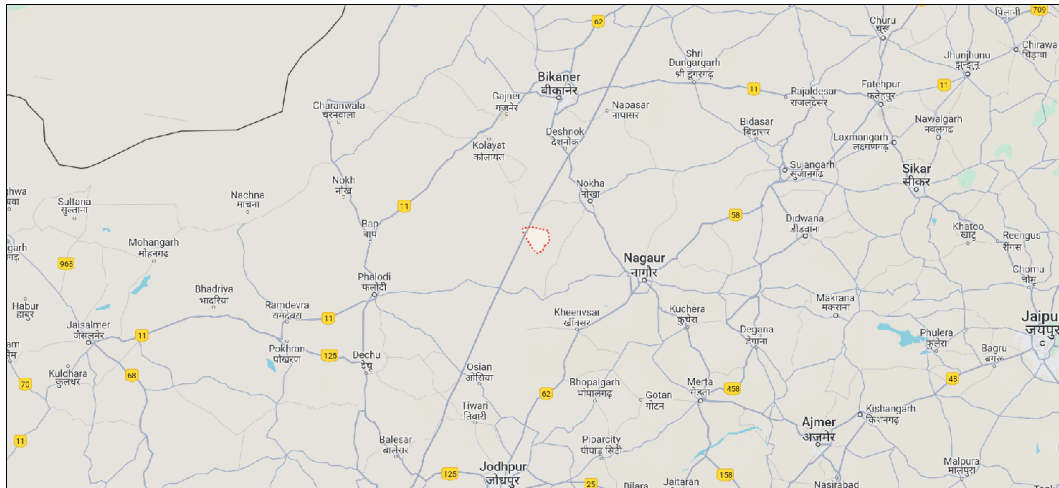 709
पिलानी
Churu
चूरू
62
Shri
Dungargarh
श्री डूंगरगढ़
Chirawa
चिड़ावा
Jhunjhunu
झुन्झुनू
Bikaner
बीकानेर
Fatehpur
फ़तेहपुर
11
11
Rajaldesar
राजलदेसर
Gajner
गजनेर
Charanwala
चरनवाला
Napasar
नापासर
Nawalgarh
नवलगढ़
Bidasar
बिदासर
Deshnok
देशनोक
Laxmangarh
लक्ष्मणगढ़
Kolayat
कोलायत
Sujangarh
सुजानगढ़
Sikar
सीकर
Nokh
नोख
Nokha
नोखा
Nachna
नाचना
Sultana
सुल्ताना
11
58
Didwana
डीडवाना
Bap
बाप
Khatoo
खाटू
Reengus
रींगस
Mohangarh
मोहनगढ़
965
Nagaur
नागौर
Phalodi
फलोदी
Chomu
चोमू
Bhadriya
भादरिया
Habur
हाबुर
Ramdevra
रामदेवरा
Makrana
मकराना
Kheenvsar
खींवसर
Kuchera
कुचेरा
11
Jaisalmer
जैसलमेर
Jaipur
जयपुर
11
Degana
डेगाना
Phulera
फुलेरा
Pokhran
पोखरण
125
Dechu
देचू
Bagru
बगरू
Kulchara
कुलधर
68
Osian
ओसियां
70
48
Bhopalgarh
भोपालगढ़
Merta
मेड़ता
458
62
Gotan
गोटन
Tiwari
तिवारी
Kishangarh
किशनगढ़
Ajmer
अजमेर
11
Balesar
बालेसर
Piparcity
पीपाड़ सिटी
Jodhpur
जोधपुर
125
Malpura
मालपुरा
158
25
Bilara
Jaitaran
Nasirabad